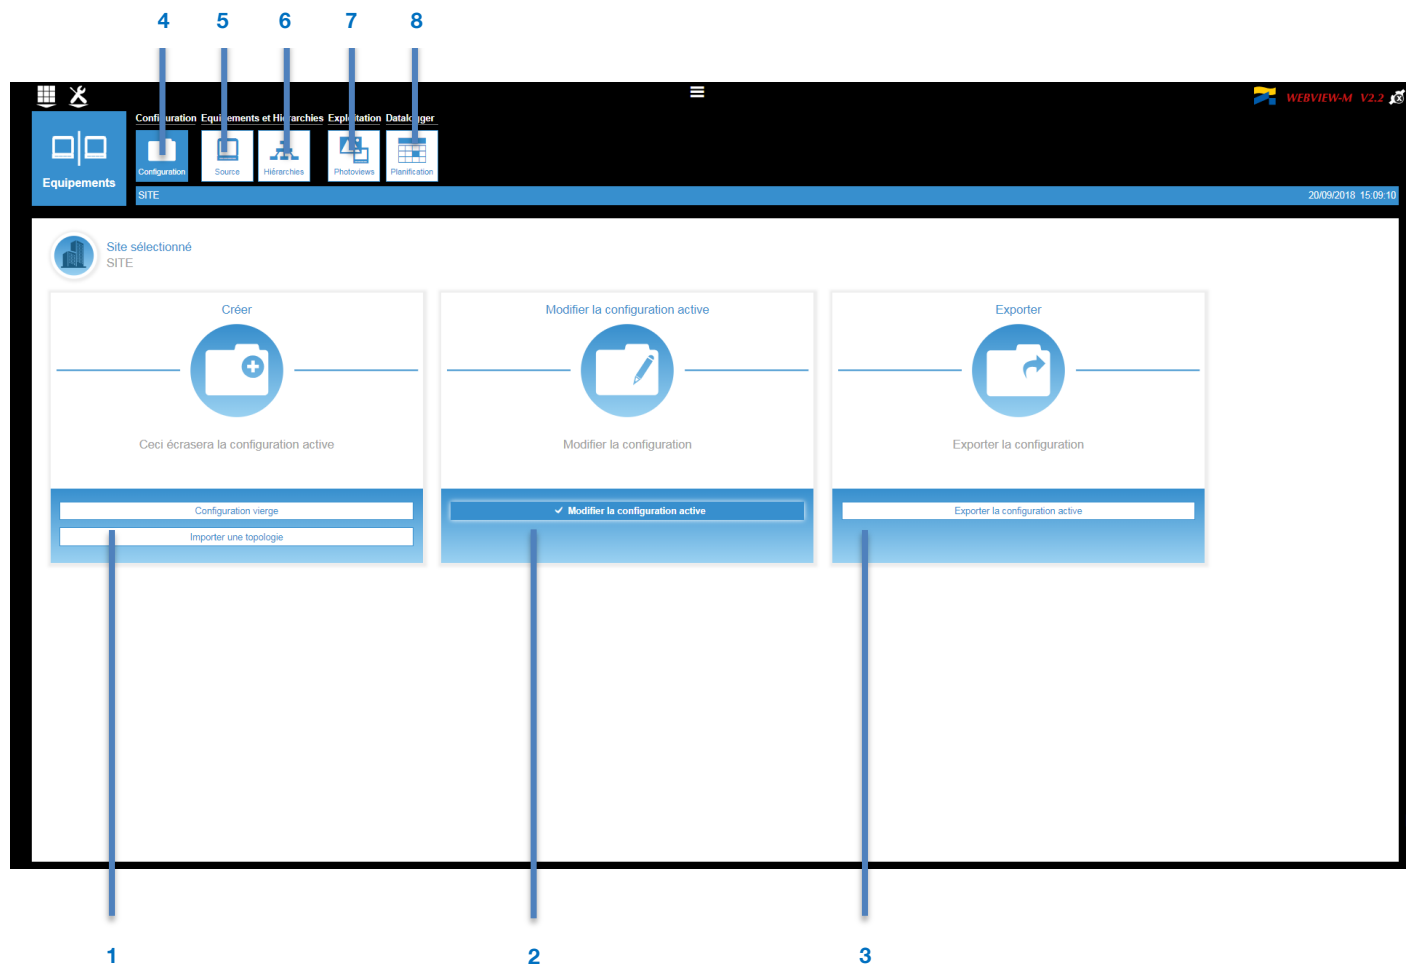 4 5 6 7 8
WEBVIEW-M V2.2
Configuration Equipements et Hiérarchies Exploitation Datalogger
Equipements
Configuration Source Hiérarchies Photoviews Planification
SITE 20/09/2018 15:09:10
Site sélectionné
SITE
Créer
Ceci écrasera la configuration active
Configuration vierge
Importer une topologie
Modifier la configuration active
Modifier la configuration
Modifier la configuration active
Exporter
Exporter la configuration
Exporter la configuration active
1 2 3